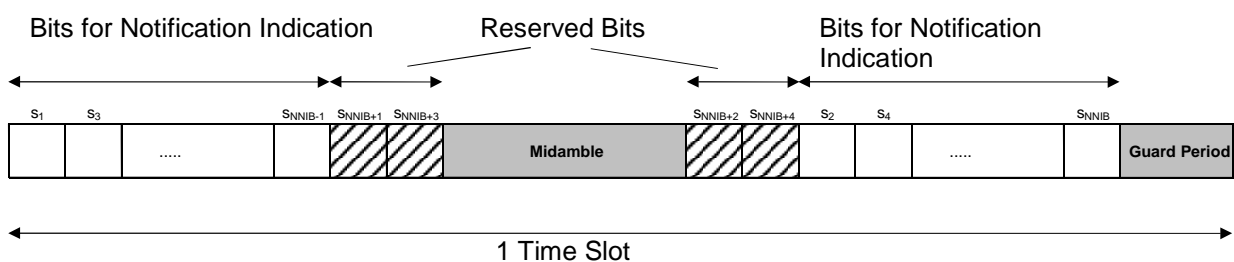 Bits for Notification Indication
Reserved Bits
Bits for Notification
Indication
s1 s3 sNNIB-1 sNNIB+1 sNNIB+3 sNNIB+2 sNNIB+4 s2 s4 sNNIB
..... Midamble ..... Guard Period
1 Time Slot